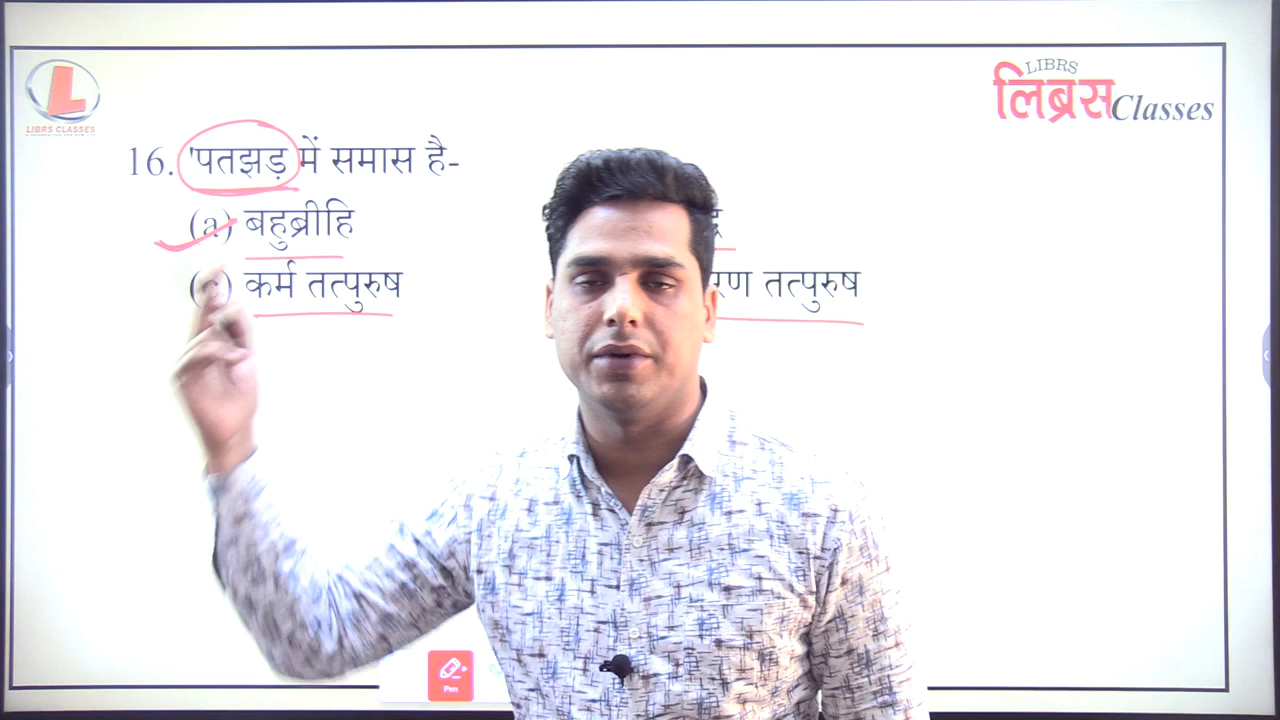 LIBRS CLASSES
LIBRS
लिब्रस Classes
16. 'पतझड़ में समास है-
(a) बहुब्रीहि
(c) कर्म तत्पुरुष
तत्पुरुष
Pen